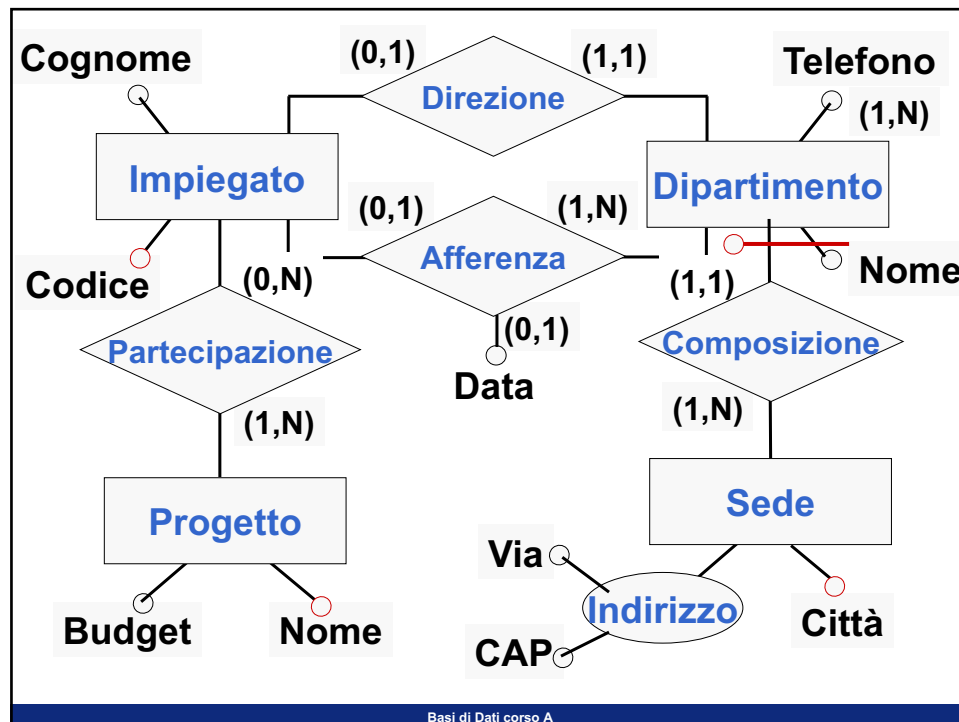 (0,1)
(1,1)
Cognome
Telefono
Direzione
(1,N)
Impiegato
Dipartimento
(0,1)
(1,N)
Afferenza
Codice
(0,N)
(1,1)
Nome
(0,1)
Partecipazione
Composizione
Data
(1,N)
(1,N)
Progetto
Sede
Via
Indirizzo
Budget
Nome
Città
CAP
Basi di Dati corso A